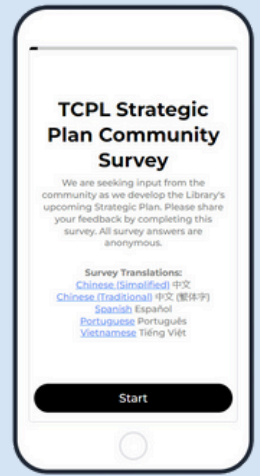 TCPL Strategic
Plan Community
Survey
We are seeking input from the
community as we develop the Library's
upcoming Strategic Plan. Please share
your feedback by completing this
survey. All survey answers are
anonymous.
Survey Translations:
Chinese (Simplified) 中文
Chinese (Traditional) 中文 (繁体字)
Spanish Español
Portuguese Português
Vietnamese Tiếng Việt
Start